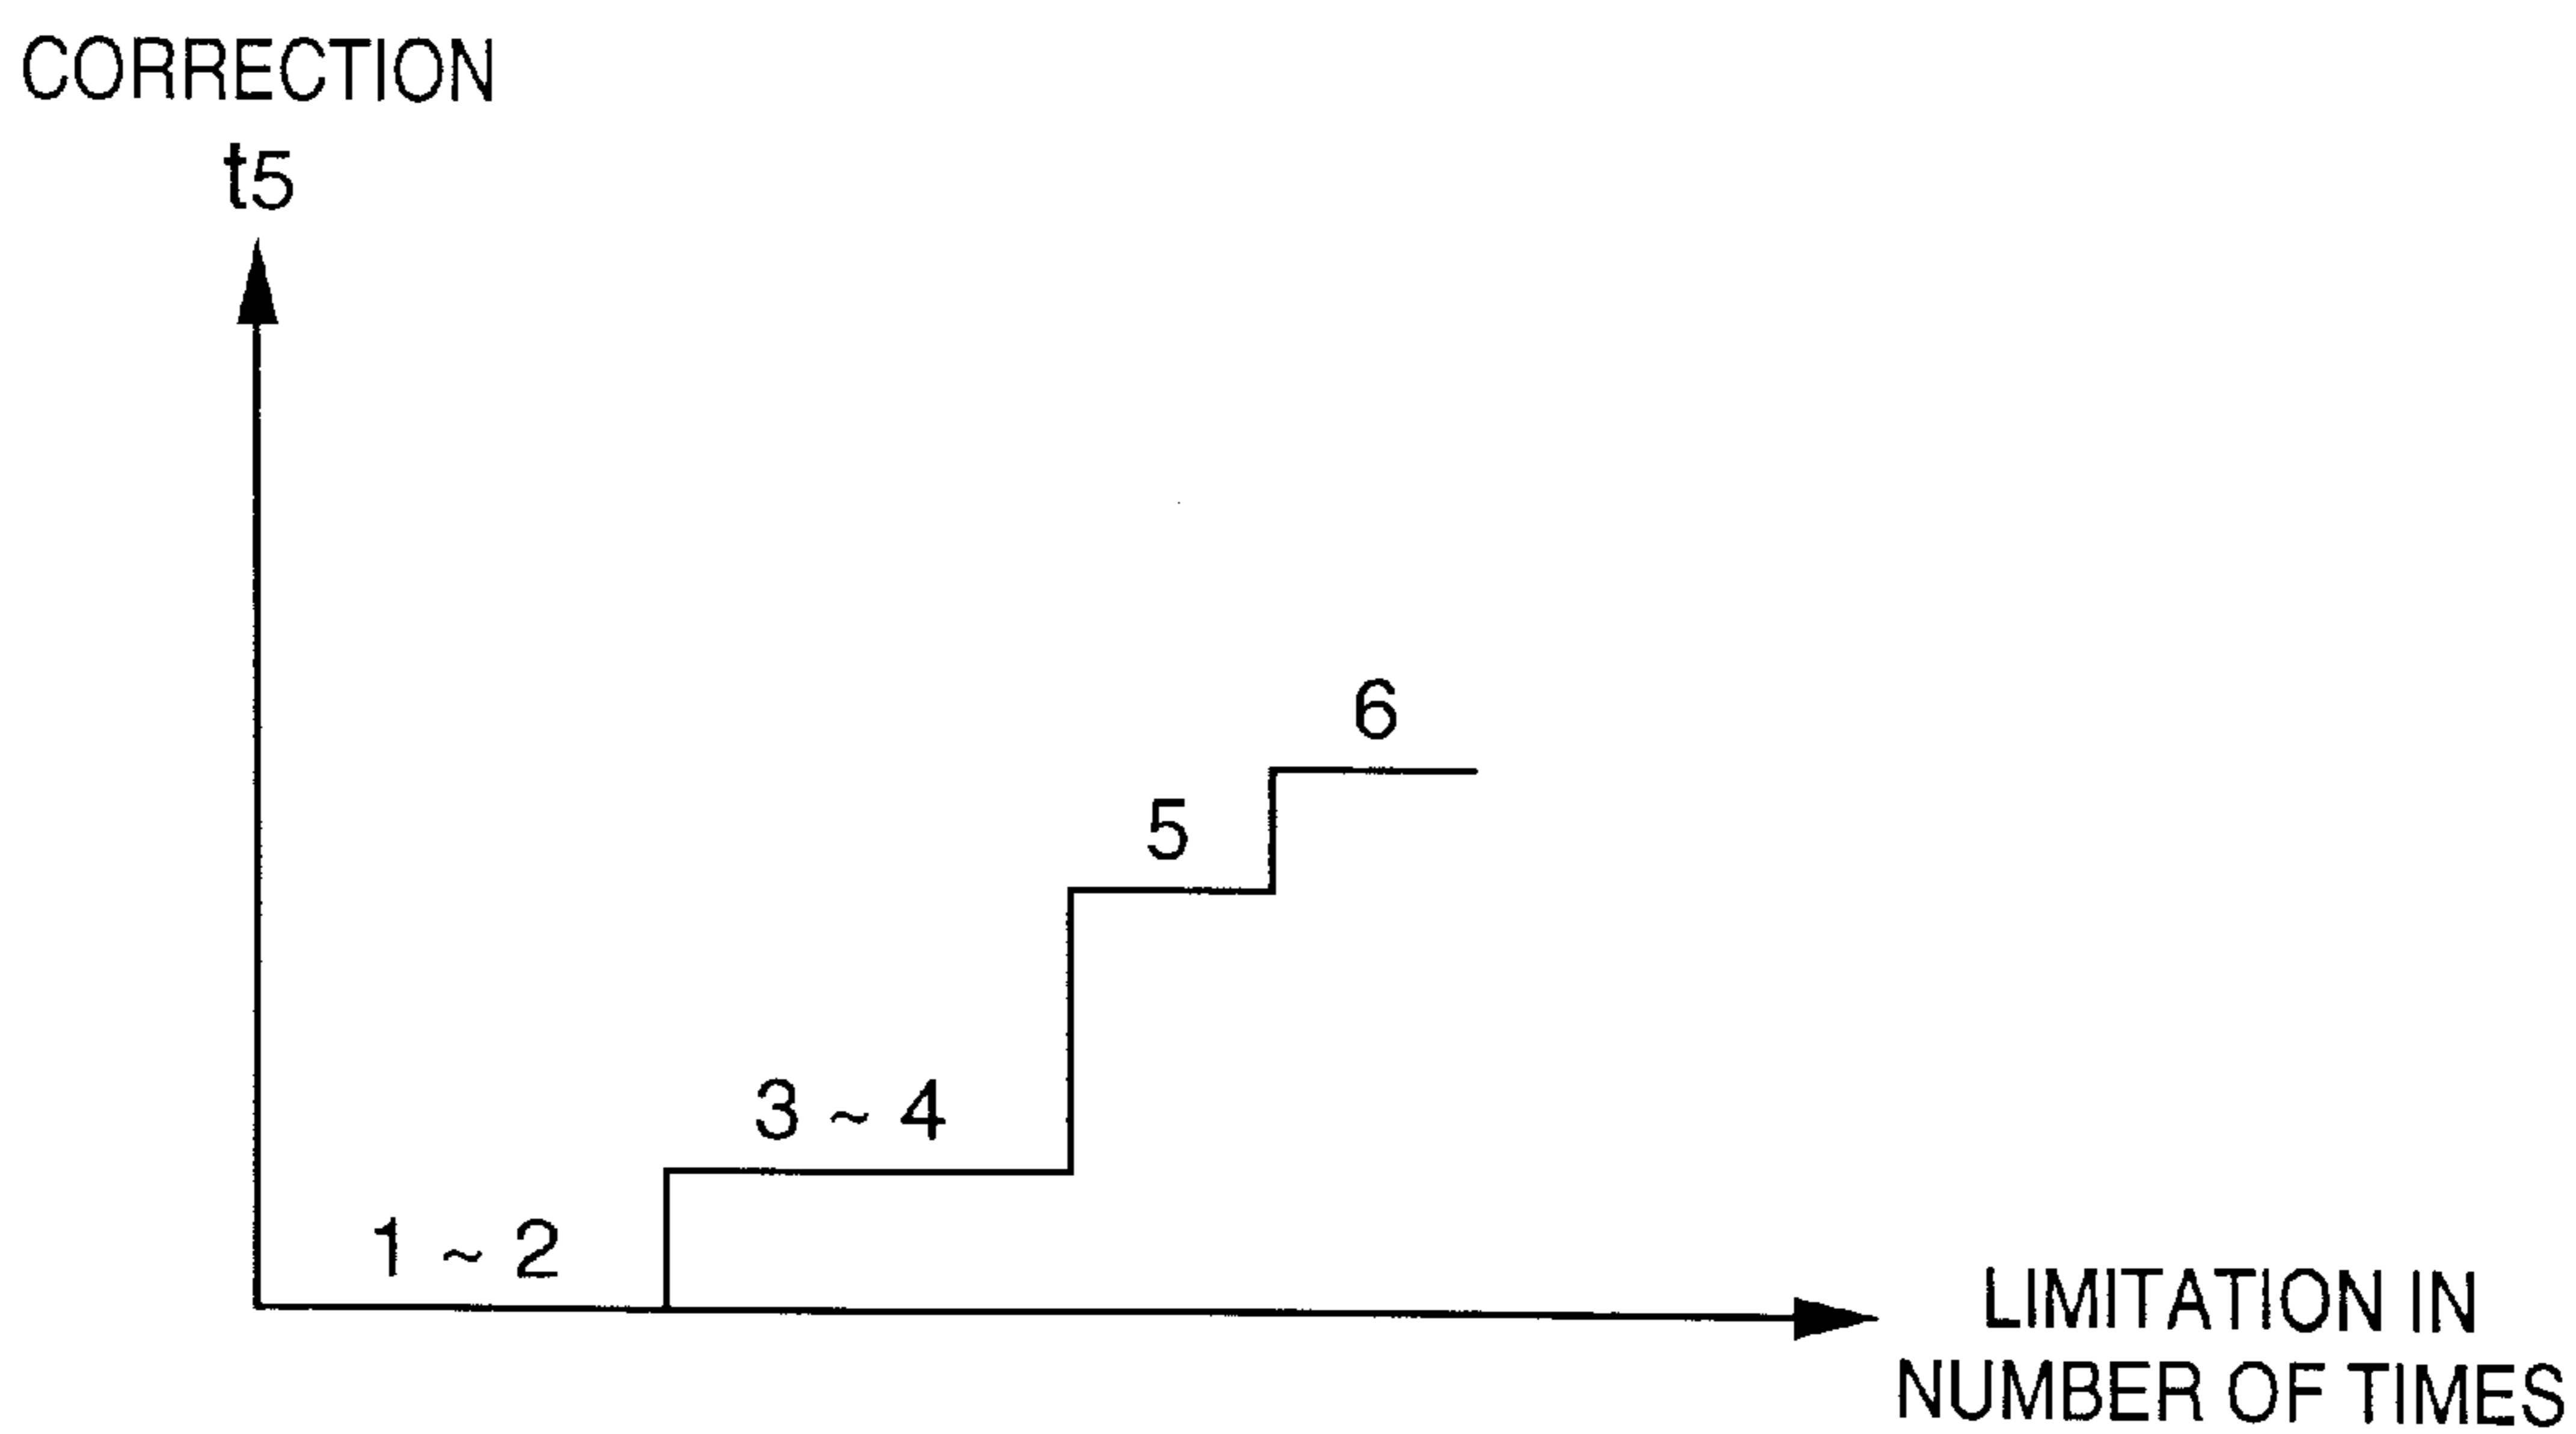 CORRECTION
t5
6
5
3 ~ 4
1 ~ 2
LIMITATION IN
NUMBER OF TIMES